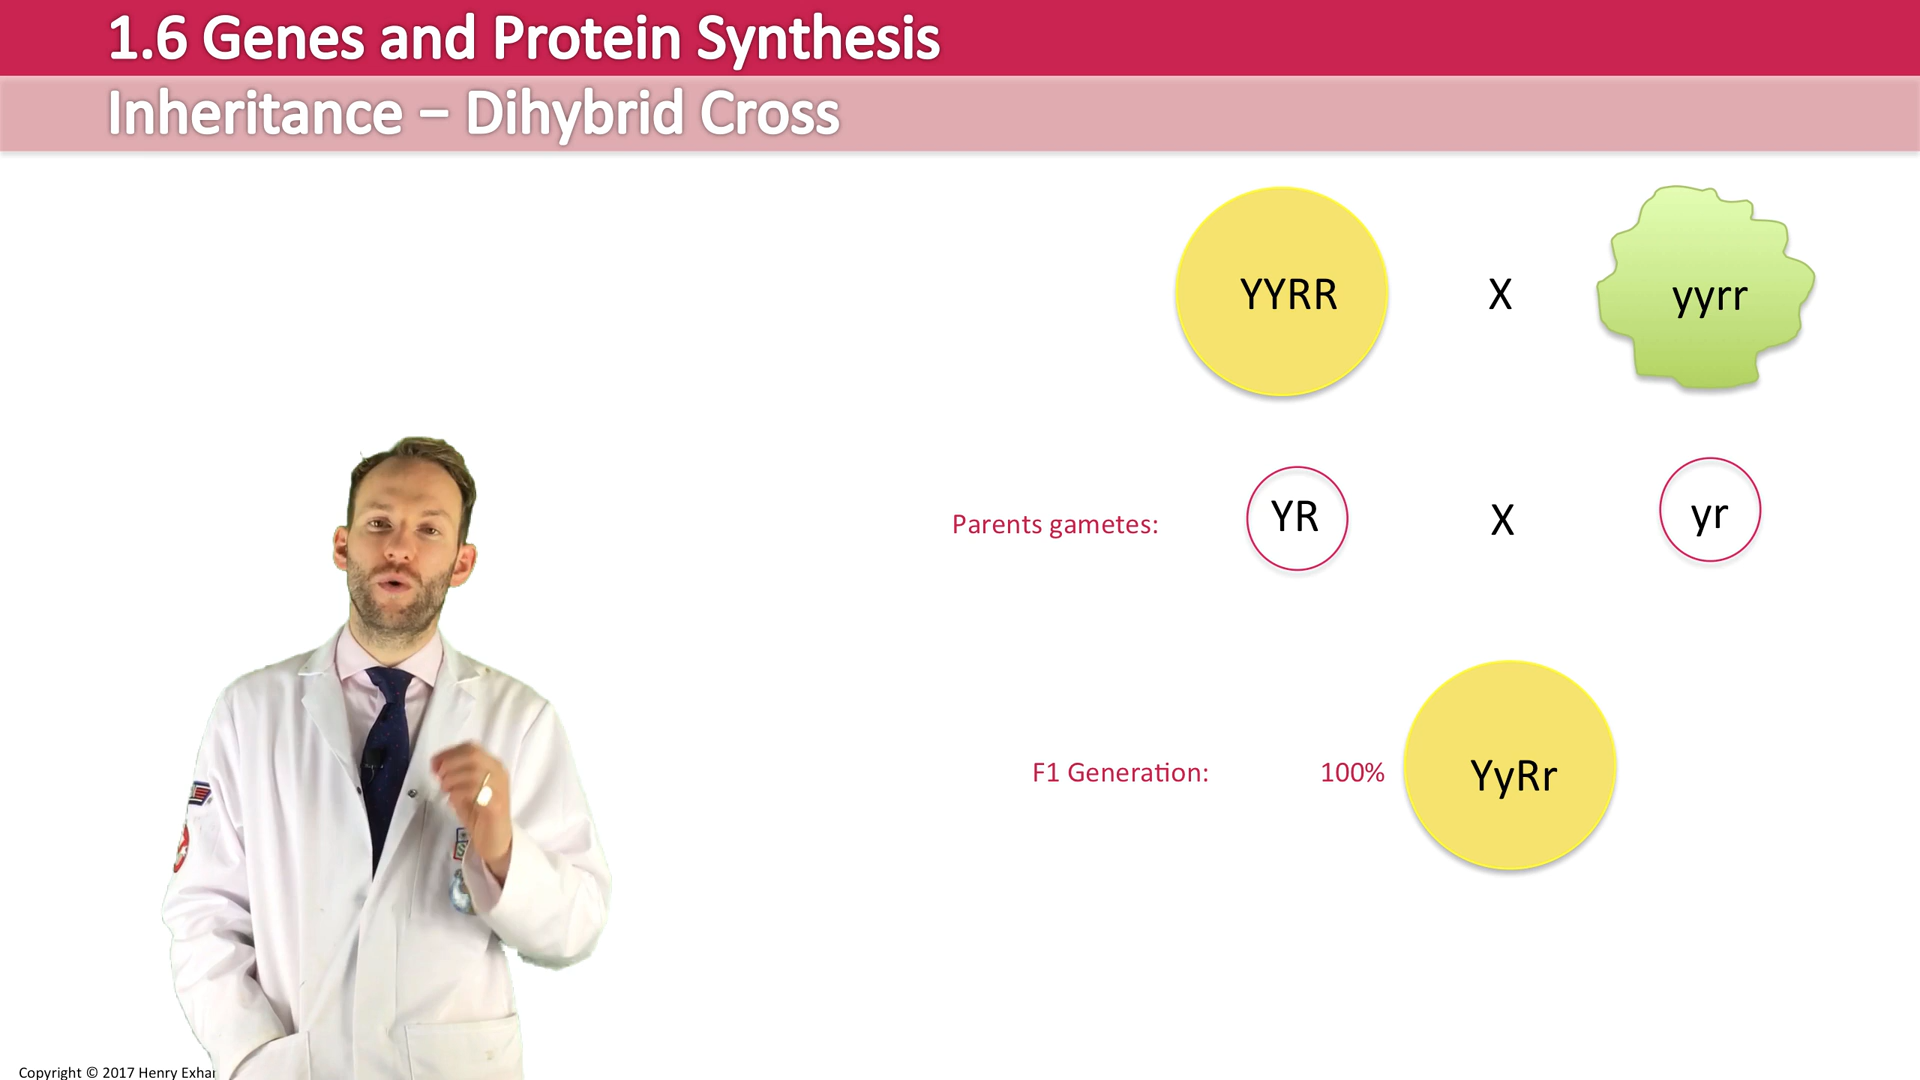 1.6 Genes and Protein Synthesis
Inheritance – Dihybrid Cross
YYRR X yyrr
Parents gametes: YR X yr
F1 Generation: 100% YyRr
Copyright © 2017 Henry